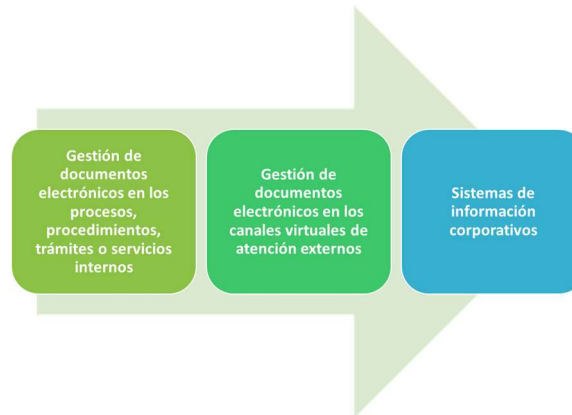 Gestión de
documentos
electrónicos en los
procesos,
procedimientos,
trámites o servicios
internos
Gestión de
documentos
electrónicos en los
canales virtuales de
atención externos
Sistemas de
información
corporativos